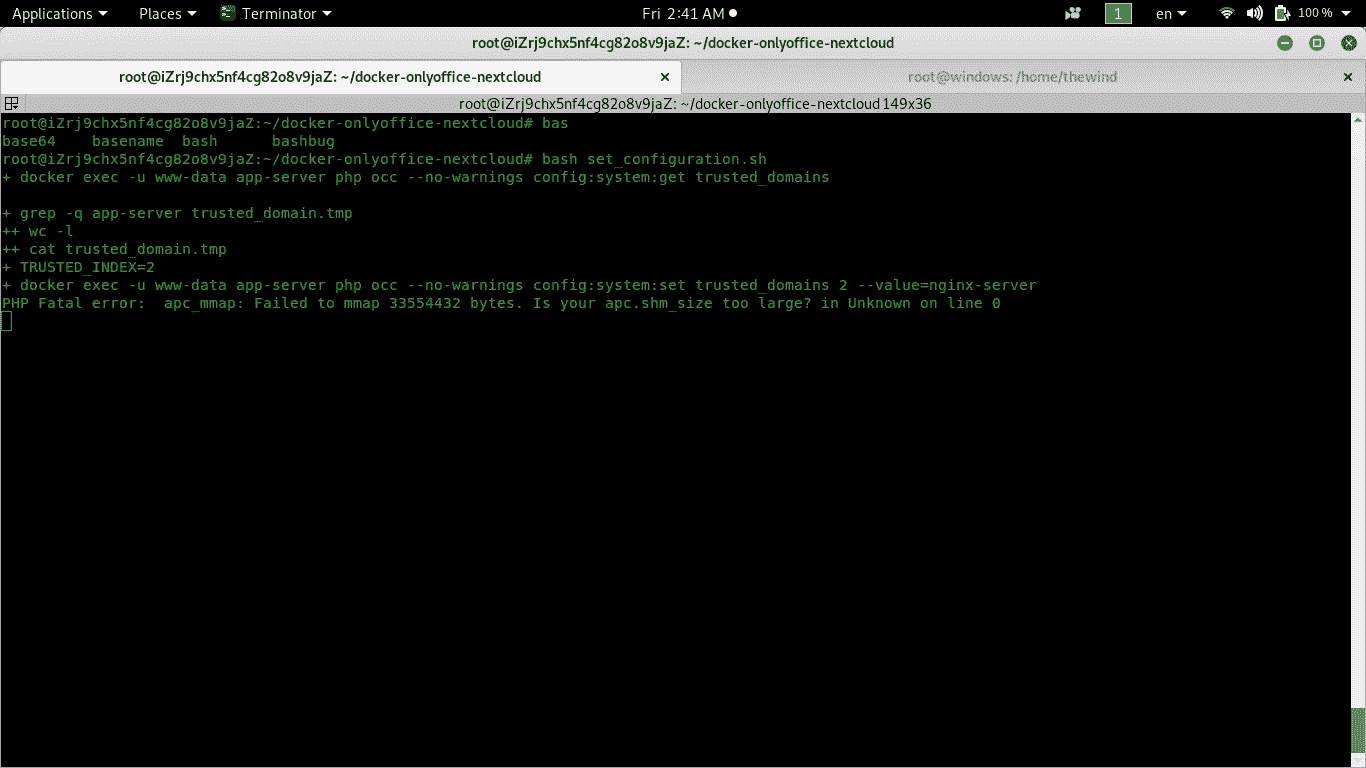 Applications Places Terminator Fri 2:41 AM 1 en 100 %
root@iZrj9chx5nf4cg82o8v9jaZ: ~/docker-onlyoffice-nextcloud
root@iZrj9chx5nf4cg82o8v9jaZ: ~/docker-onlyoffice-nextcloud root@windows: /home/thewind
root@iZrj9chx5nf4cg82o8v9jaZ: ~/docker-onlyoffice-nextcloud 149x36
root@iZrj9chx5nf4cg82o8v9jaZ:~/docker-onlyoffice-nextcloud# bas
base64 basename bash bashbug
root@iZrj9chx5nf4cg82o8v9jaZ:~/docker-onlyoffice-nextcloud# bash set_configuration.sh
+ docker exec -u www-data app-server php occ --no-warnings config:system:get trusted_domains
+ grep -q app-server trusted_domain.tmp
++ wc -l
++ cat trusted_domain.tmp
+ TRUSTED_INDEX=2
+ docker exec -u www-data app-server php occ --no-warnings config:system:set trusted_domains 2 --value=nginx-server
PHP Fatal error:  apc_mmap: Failed to mmap 33554432 bytes. Is your apc.shm_size too large? in Unknown on line 0